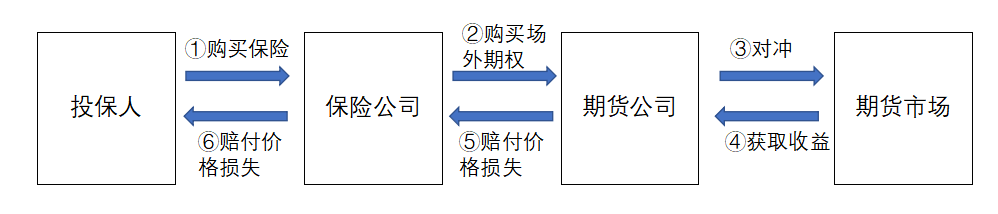 ①购买保险
②购买场
外期权
③对冲
投保人
保险公司
期货公司
期货市场
⑥赔付价
格损失
⑤赔付价
格损失
④获取收益